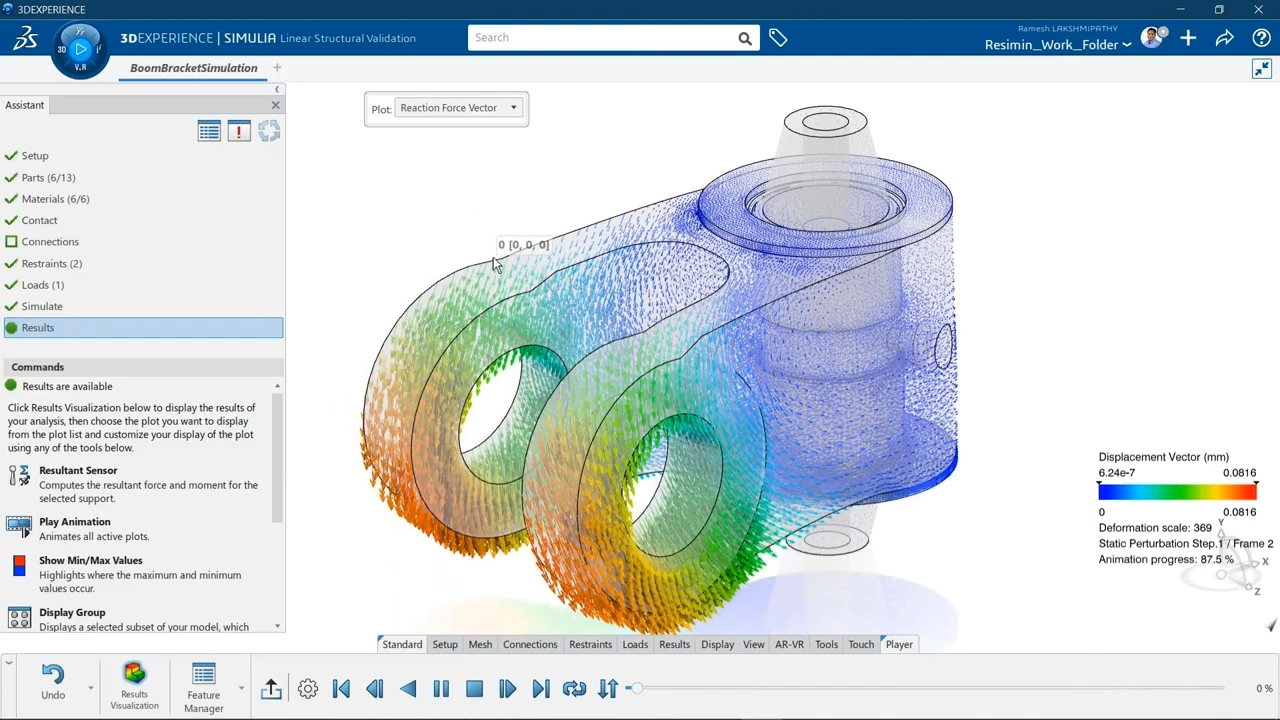 3DEXPERIENCE
3DEXPERIENCE | SIMULIA Linear Structural Validation
Search
Ramesh LAKSHMIPATHY
Resimin_Work_Folder
3D
V.R
BoomBracketSimulation
Assistant
Plot: Reaction Force Vector
Setup
Parts (6/13)
Materials (6/6)
Contact
Connections
Restraints (2)
Loads (1)
Simulate
Results
0 [0, 0, 0]
Commands
Results are available
Click Results Visualization below to display the results of
your analysis, then choose the plot you want to display
from the plot list and customize your display of the plot
using any of the tools below.
Resultant Sensor
Computes the resultant force and moment for the
selected support.
Play Animation
Animates all active plots.
Show Min/Max Values
Highlights where the maximum and minimum
values occur.
Display Group
Displays a selected subset of your model, which
Displacement Vector (mm)
6.24e-7 0.0816
0 0.0816
Deformation scale: 369
Static Perturbation Step.1 / Frame 2
Animation progress: 87.5 %
Y
X
Z
Standard Setup Mesh Connections Restraints Loads Results Display View AR-VR Tools Touch Player
Undo
Results
Visualization
Feature
Manager
0 %